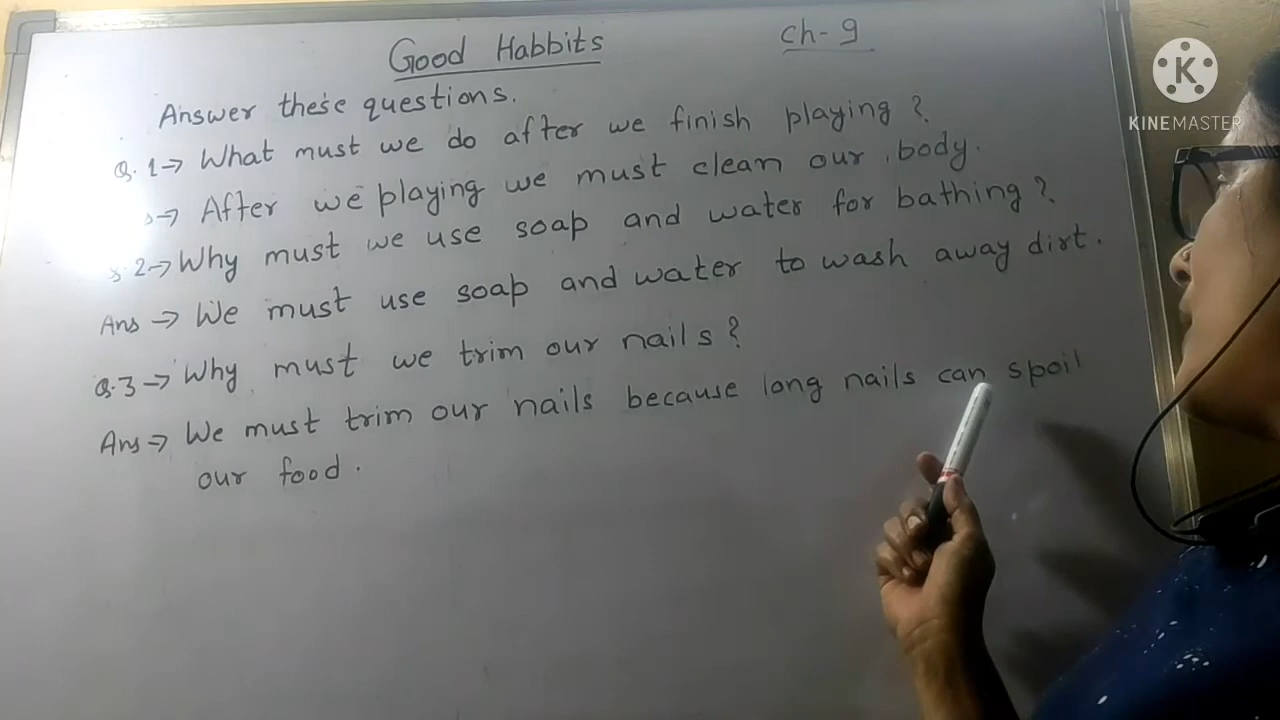 Good Habbits ch- 9
Answer these questions.
Q.1→ What must we do after we finish playing?
s→ After we playing we must clean our body.
s.2→ Why must we use soap and water for bathing?
Ans → We must use soap and water to wash away dirt.
Q.3→ Why must we trim our nails?
Ans→ We must trim our nails because long nails can spoil
our food.
K
KINEMASTER